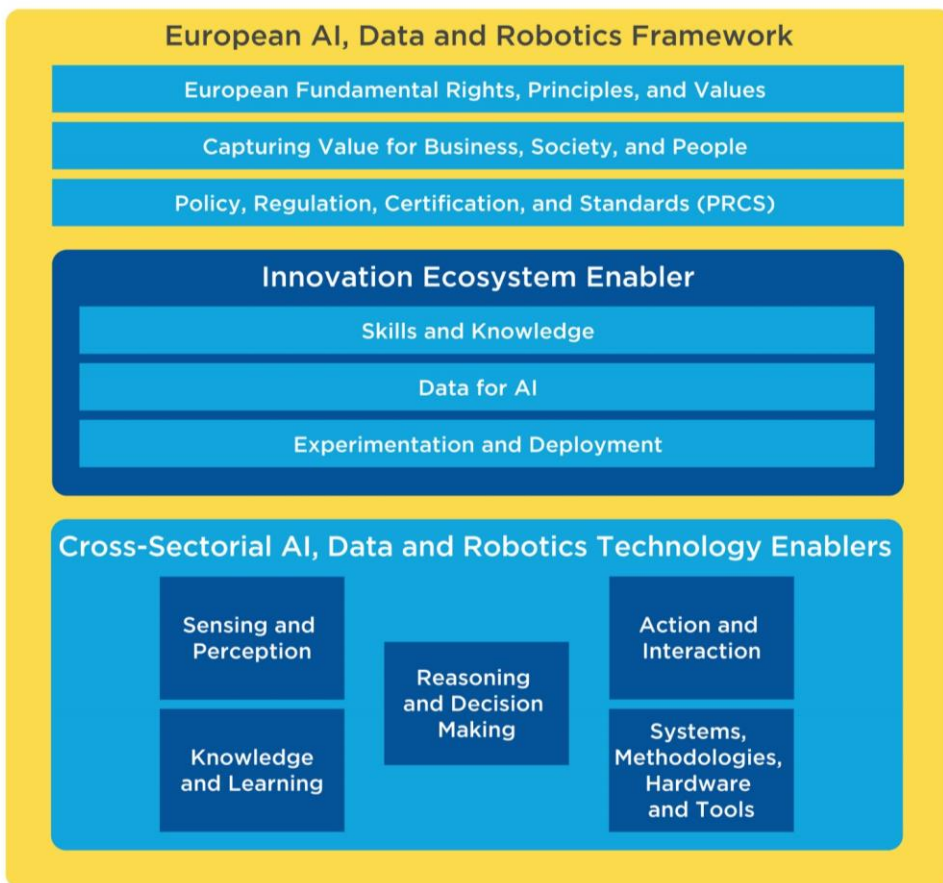 European AI, Data and Robotics Framework
European Fundamental Rights, Principles, and Values
Capturing Value for Business, Society, and People
Policy, Regulation, Certification, and Standards (PRCS)
Innovation Ecosystem Enabler
Skills and Knowledge
Data for AI
Experimentation and Deployment
Cross-Sectorial AI, Data and Robotics Technology Enablers
Sensing and
Perception
Knowledge
and Learning
Reasoning
and Decision
Making
Action and
Interaction
Systems,
Methodologies,
Hardware
and Tools